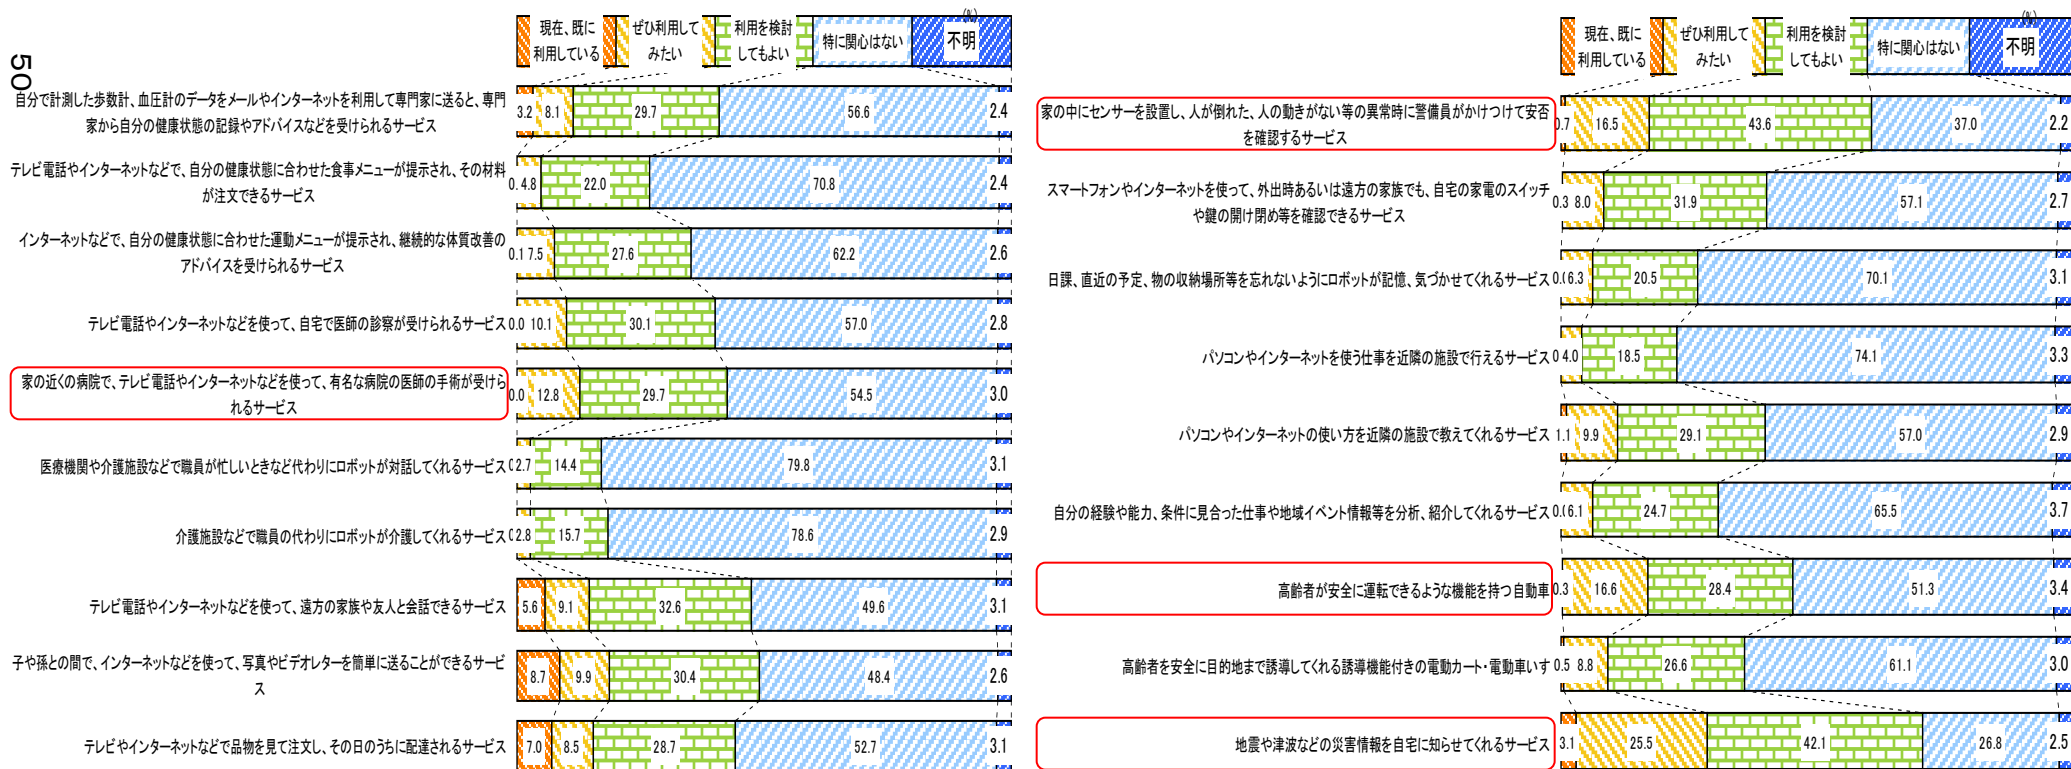 50
(%)
現在、既に
利用している
ぜひ利用して
みたい
利用を検討
してもよい
特に関心はない
不明
自分で計測した歩数計、血圧計のデータをメールやインターネットを利用して専門家に送ると、専門
家から自分の健康状態の記録やアドバイスなどを受けられるサービス
3.2 8.1 29.7 56.6 2.4
テレビ電話やインターネットなどで、自分の健康状態に合わせた食事メニューが提示され、その材料
が注文できるサービス
4.8 22.0 70.8 2.4
インターネットなどで、自分の健康状態に合わせた運動メニューが提示され、継続的な体質改善の
アドバイスを受けられるサービス
0.1 7.5 27.6 62.2 2.6
テレビ電話やインターネットなどを使って、自宅で医師の診察が受けられるサービス
0.0 10.1 30.1 57.0 2.8
家の近くの病院で、テレビ電話やインターネットなどを使って、有名な病院の医師の手術が受けら
れるサービス
0.0 12.8 29.7 54.5 3.0
医療機関や介護施設などで職員が忙しいときなど代わりにロボットが対話してくれるサービス
2.7 14.4 79.8 3.1
介護施設などで職員の代わりにロボットが介護してくれるサービス
2.8 15.7 78.6 2.9
テレビ電話やインターネットなどを使って、遠方の家族や友人と会話できるサービス
5.6 9.1 32.6 49.6 3.1
子や孫との間で、インターネットなどを使って、写真やビデオレターを簡単に送ることができるサービ
ス
8.7 9.9 30.4 48.4 2.6
テレビやインターネットなどで品物を見て注文し、その日のうちに配達されるサービス
7.0 8.5 28.7 52.7 3.1
(%)
現在、既に
利用している
ぜひ利用して
みたい
利用を検討
してもよい
特に関心はない
不明
家の中にセンサーを設置し、人が倒れた、人の動きがない等の異常時に警備員がかけつけて安否
を確認するサービス
0.7 16.5 43.6 37.0 2.2
スマートフォンやインターネットを使って、外出時あるいは遠方の家族でも、自宅の家電のスイッチ
や鍵の開け閉め等を確認できるサービス
0.3 8.0 31.9 57.1 2.7
日課、直近の予定、物の収納場所等を忘れないようにロボットが記憶、気づかせてくれるサービス
6.3 20.5 70.1 3.1
パソコンやインターネットを使う仕事を近隣の施設で行えるサービス
4.0 18.5 74.1 3.3
パソコンやインターネットの使い方を近隣の施設で教えてくれるサービス
1.1 9.9 29.1 57.0 2.9
自分の経験や能力、条件に見合った仕事や地域イベント情報等を分析、紹介してくれるサービス
6.1 24.7 65.5 3.7
高齢者が安全に運転できるような機能を持つ自動車
0.3 16.6 28.4 51.3 3.4
高齢者を安全に目的地まで誘導してくれる誘導機能付きの電動カート・電動車いす
0.5 8.8 26.6 61.1 3.0
地震や津波などの災害情報を自宅に知らせてくれるサービス
3.1 25.5 42.1 26.8 2.5